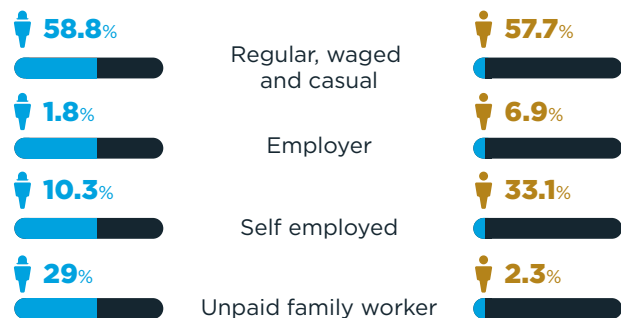 58.8%
Regular, waged
and casual
57.7%
1.8%
Employer
6.9%
10.3%
Self employed
33.1%
29%
Unpaid family worker
2.3%